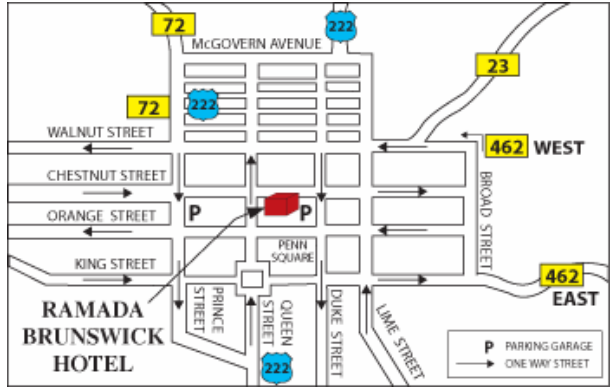 72
222
McGOVERN AVENUE
23
72
222
WALNUT STREET
462 WEST
CHESTNUT STREET
BROAD STREET
ORANGE STREET
P
P
PENN
SQUARE
KING STREET
462
EAST
RAMADA
BRUNSWICK
HOTEL
PRINCE
STREET
QUEEN
STREET
DUKE STREET
LIME STREET
222
P PARKING GARAGE
ONE WAY STREET